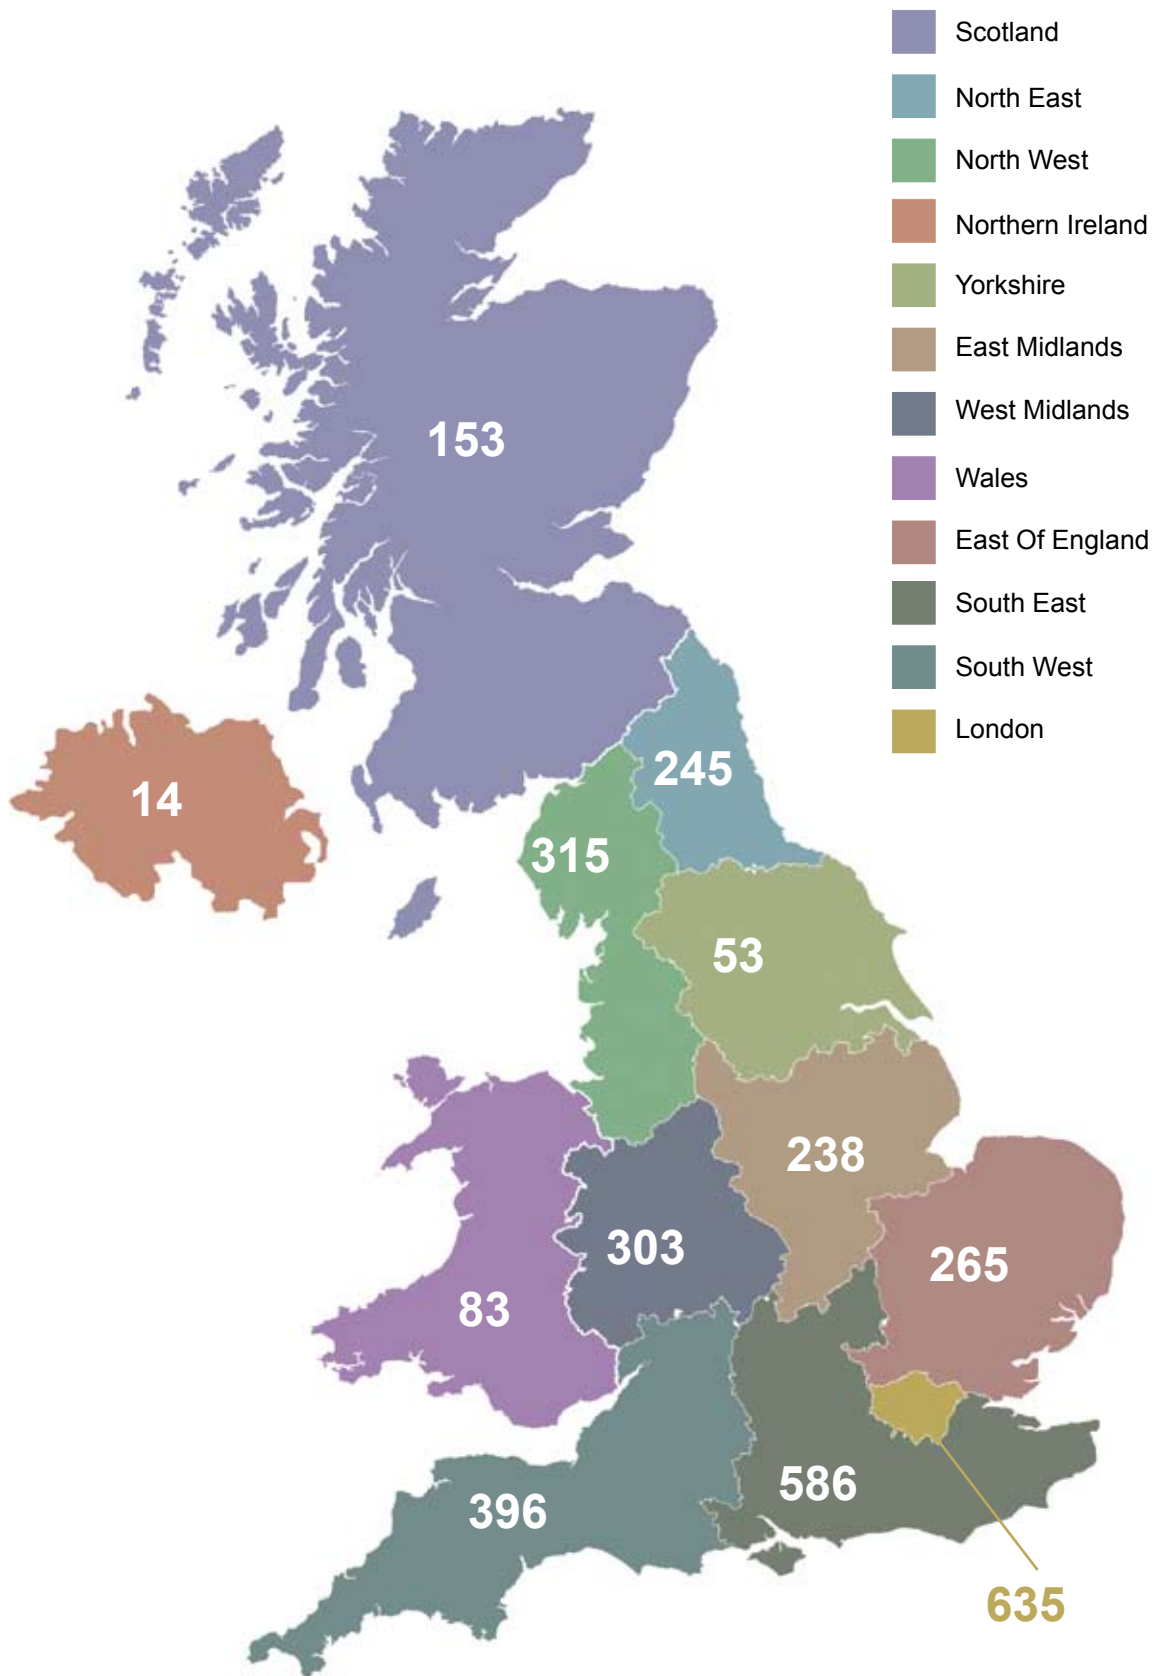 Scotland
North East
North West
Northern Ireland
Yorkshire
East Midlands
West Midlands
Wales
East Of England
South East
South West
London
153
245
14
315
53
238
303
265
83
586
396
635